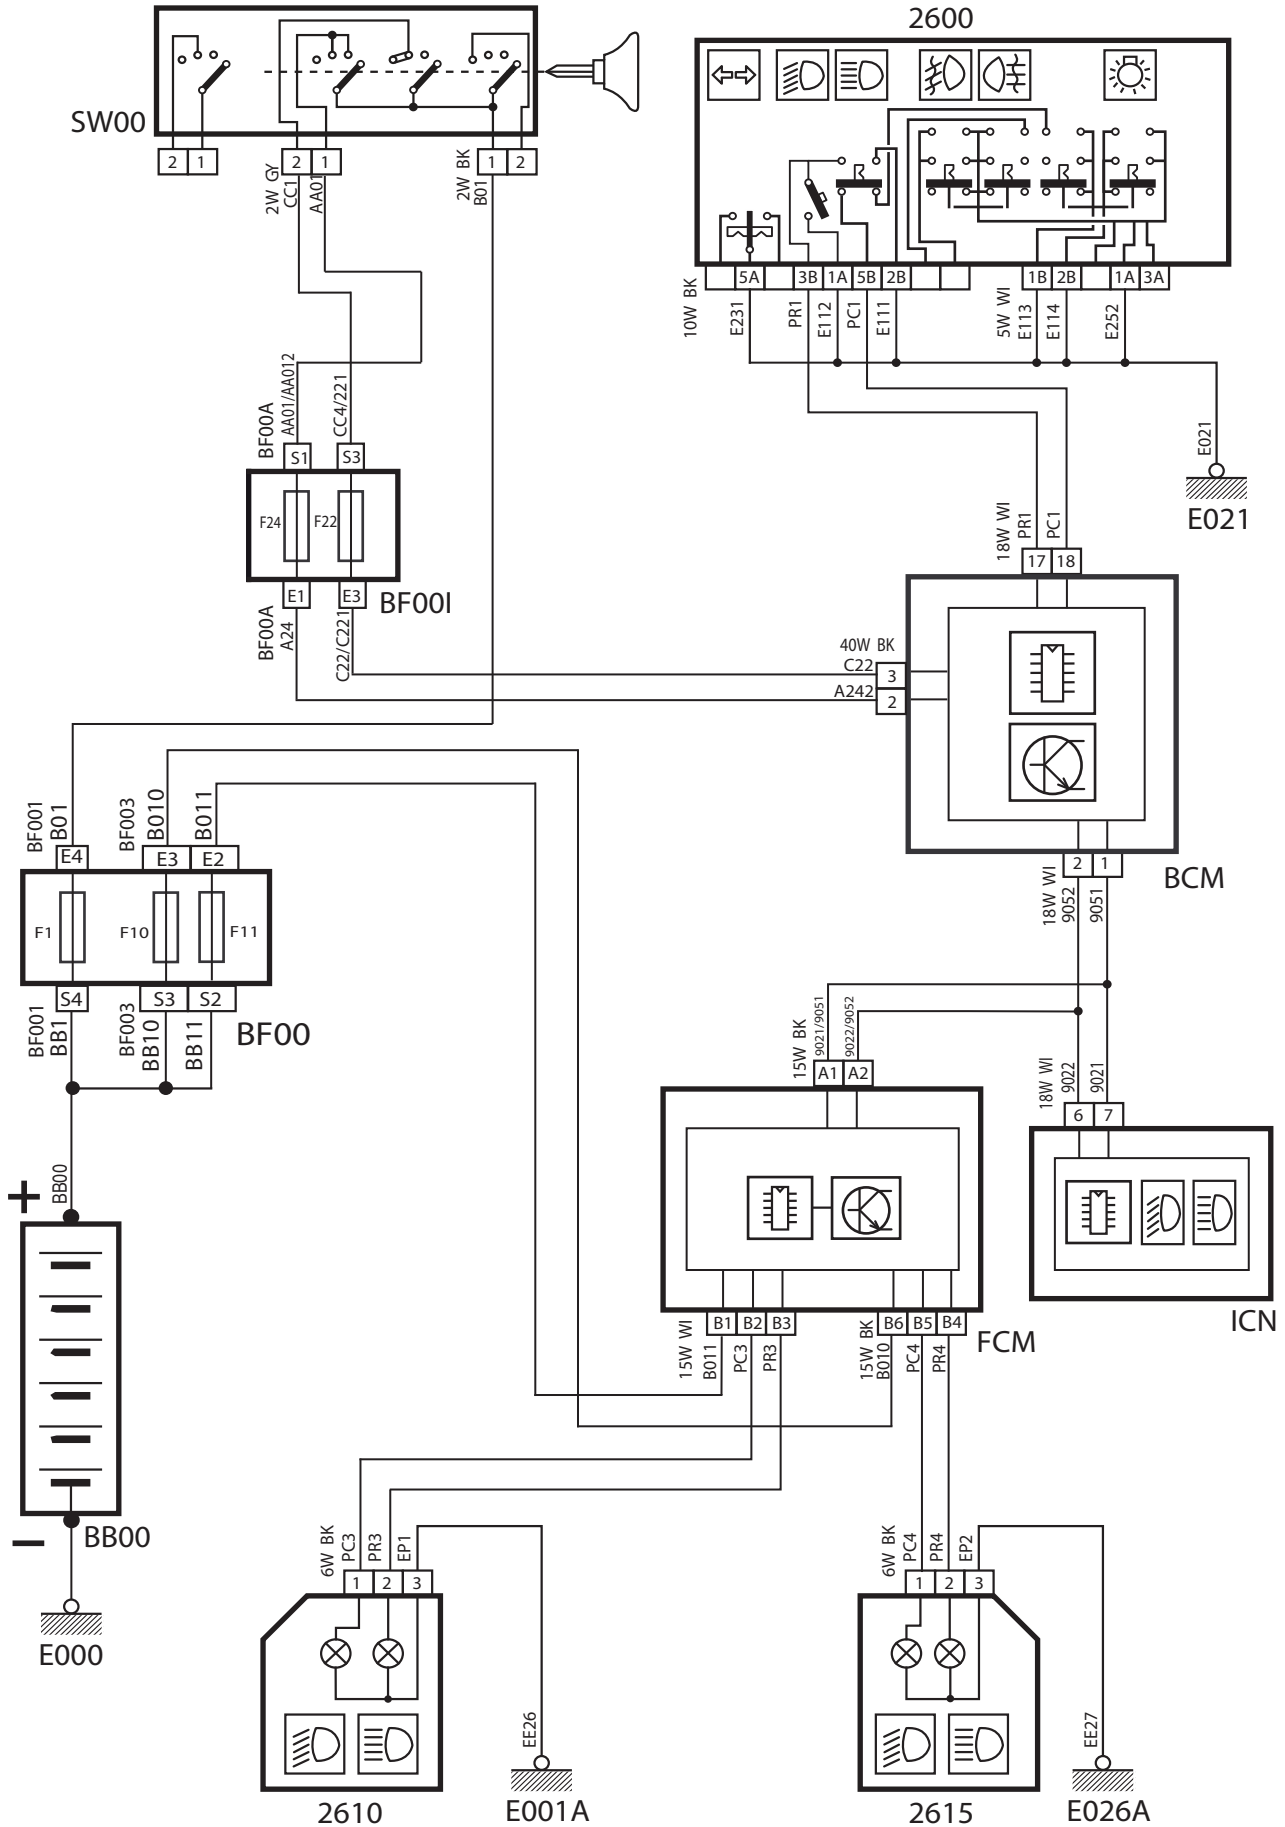 SW00
2 1
2 1
1 2
2W GY
CC1
AA01
2W BK
B01
2600
5A
3B 1A 5B 2B
1B 2B
1A 3A
10W BK
E231
PR1
E112
PC1
E111
5W WI
E113
E114
E252
E021
E021
BF00A
AA01/AA012
CC4/221
S1
S3
F24
F22
E1
E3
BF00I
BF00A
A24
C22/C221
18W WI
PR1
PC1
17 18
40W BK
C22
3
A242
2
BCM
2 1
18W WI
9052
9051
BF001
B01
BF003
B010
B011
E4
E3 E2
F1
F10
F11
S4
S3 S2
BF001
BB1
BF003
BB10
BB11
BF00
15W BK
9021/9051
9022/9052
A1 A2
18W WI
9022
9021
6 7
ICN
B1 B2 B3
B6 B5 B4
FCM
15W WI
B011
PC3
PR3
15W BK
B010
PC4
PR4
+
BB00
−
BB00
E000
6W BK
PC3
PR3
EP1
1 2 3
EE26
2610
E001A
6W BK
PC4
PR4
EP2
1 2 3
EE27
2615
E026A